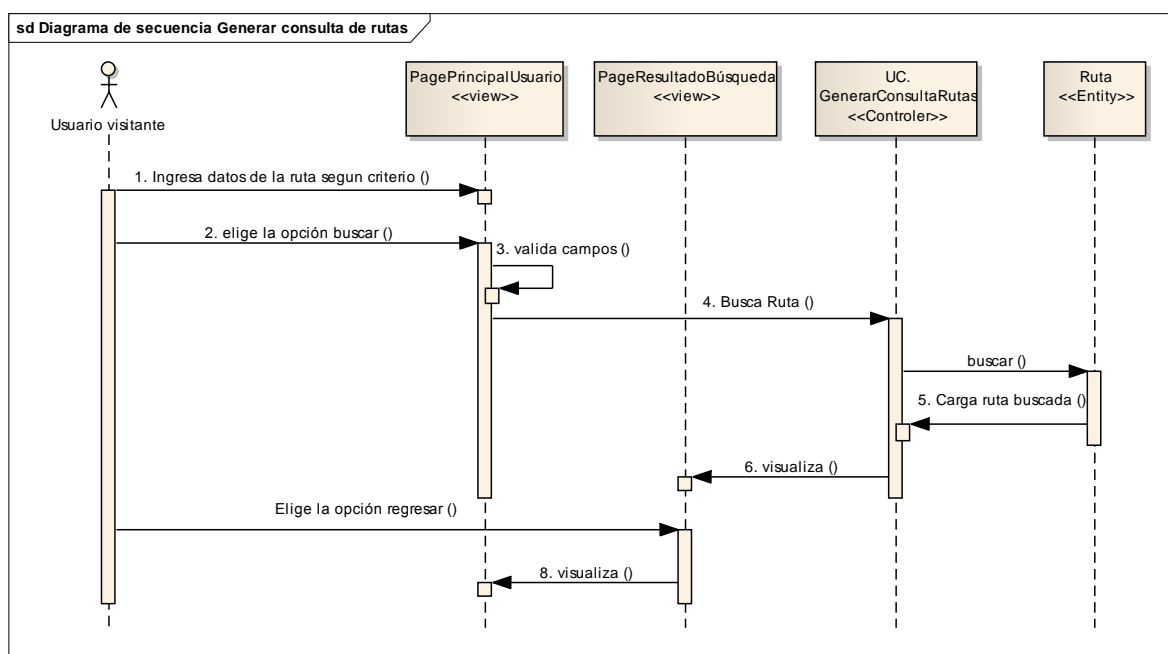 sd Diagrama de secuencia Generar consulta de rutas
Usuario visitante
PagePrincipalUsuario
<<view>>
PageResultadoBúsqueda
<<view>>
UC.
GenerarConsultaRutas
<<Controler>>
Ruta
<<Entity>>
1. Ingresa datos de la ruta segun criterio ()
2. elige la opción buscar ()
3. valida campos ()
4. Busca Ruta ()
buscar ()
5. Carga ruta buscada ()
6. visualiza ()
Elige la opción regresar ()
8. visualiza ()